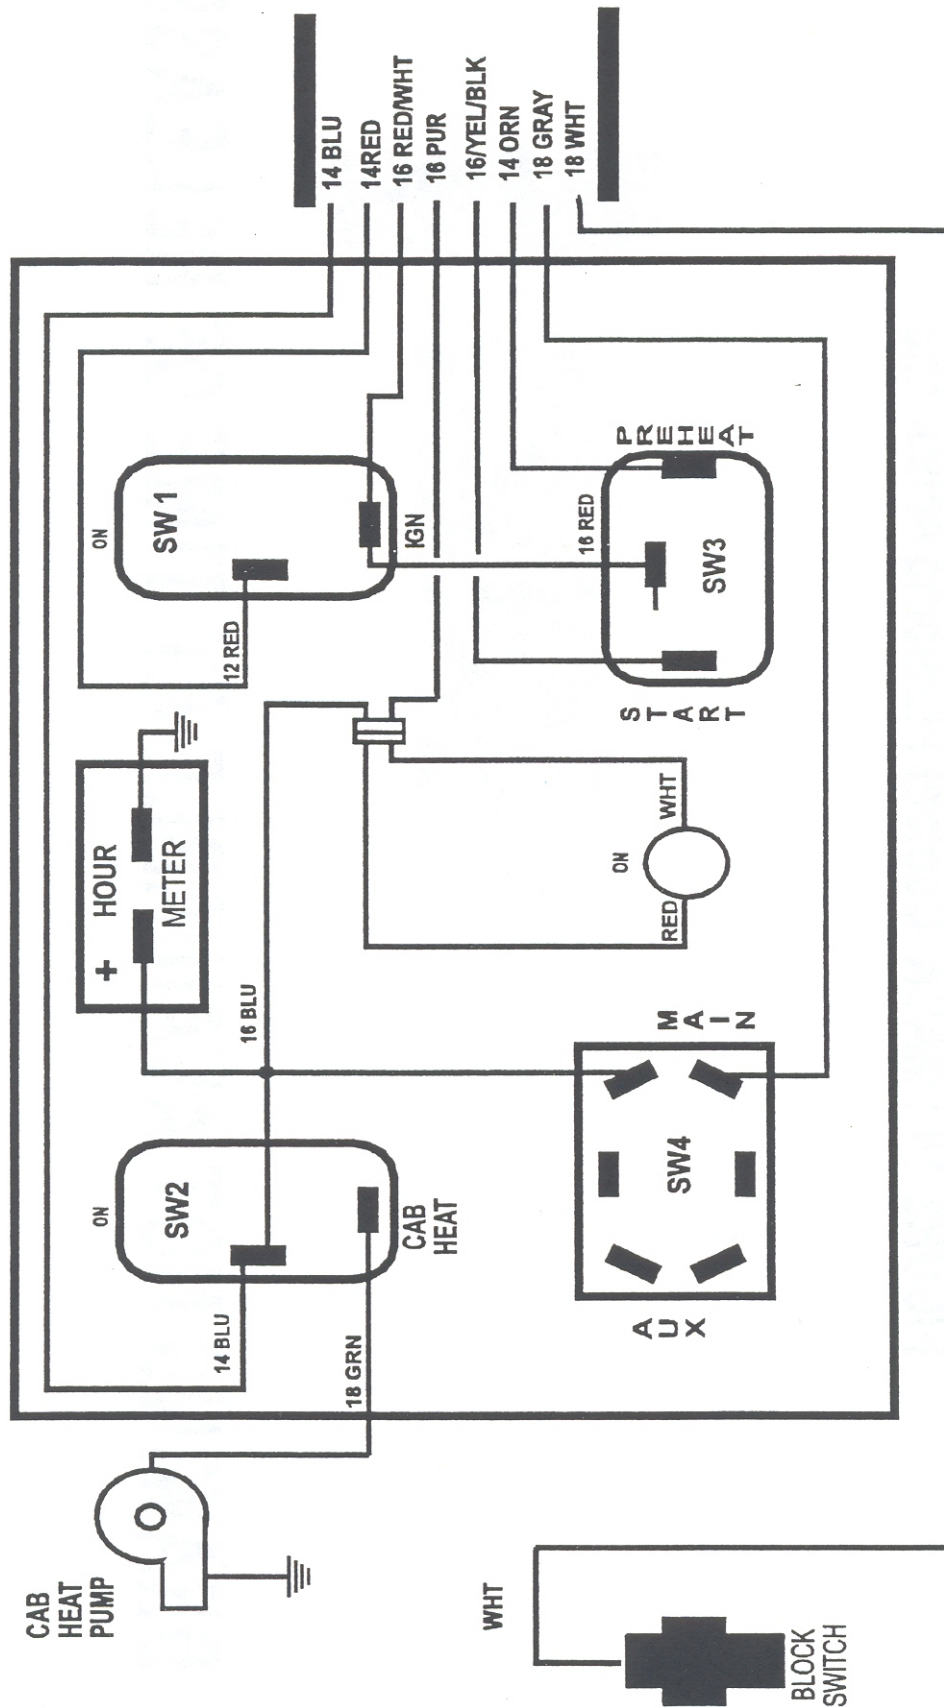 CAB
HEAT
PUMP
WHT
BLOCK
SWITCH
14 BLU
18 GRN
ON
SW2
CAB
HEAT
AUX
SW4
MAIN
16 BLU
+ HOUR
METER
RED
ON
WHT
12 RED
ON
SW 1
IGN
START
SW3
16 RED
PREHEAT
14 BLU
14RED
16 RED/WHT
16 PUR
16/YEL/BLK
14 ORN
18 GRAY
18 WHT